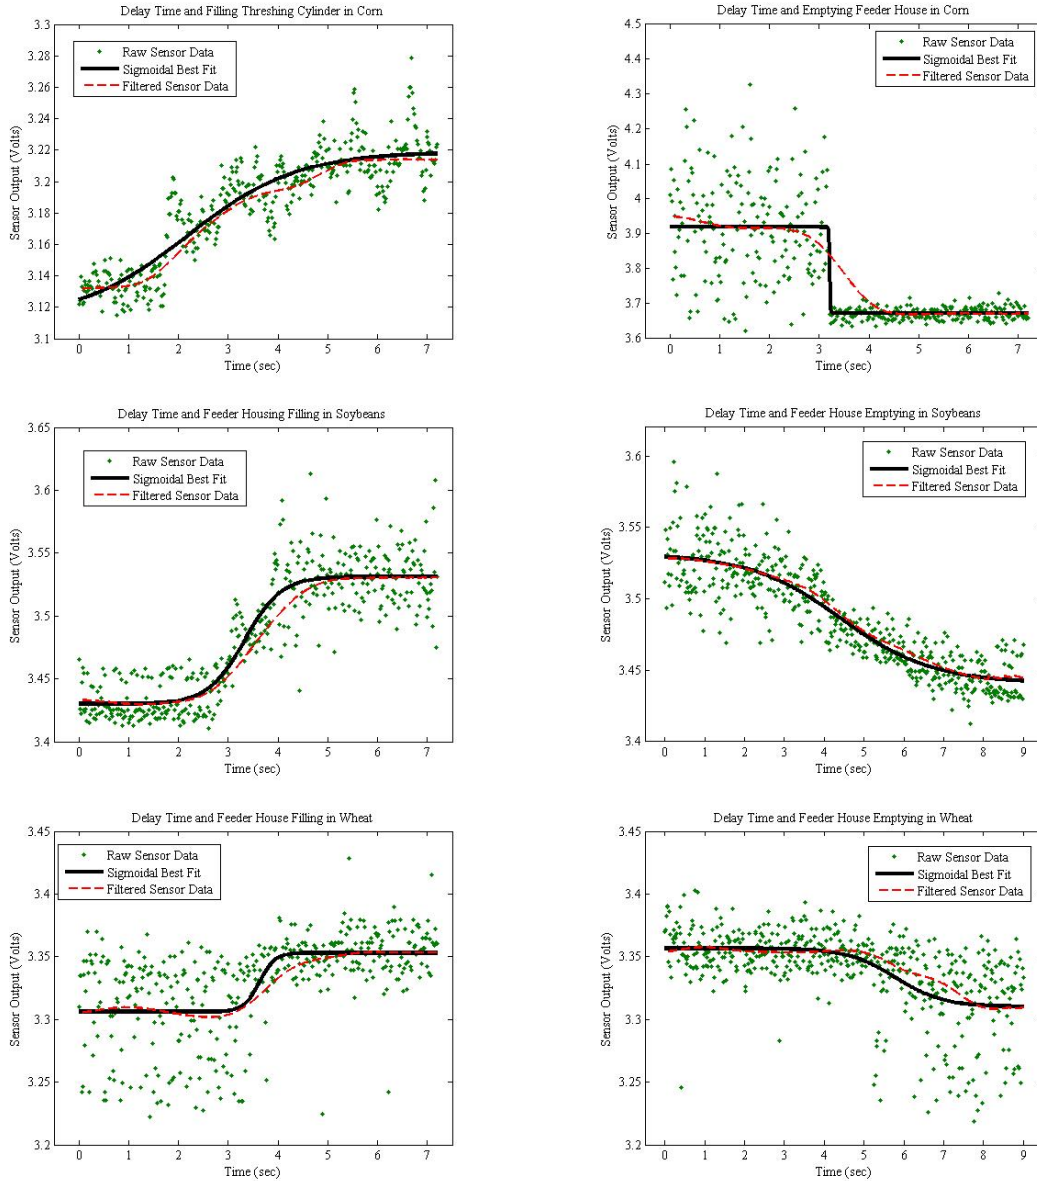 Delay Time and Filling Threshing Cylinder in Corn
3.3
3.28
3.26
3.24
3.22
3.2
3.18
3.16
3.14
3.12
3.1
Sensor Output (Volts)
Raw Sensor Data
Sigmoidal Best Fit
Filtered Sensor Data
0 1 2 3 4 5 6 7
Time (sec)
Delay Time and Emptying Feeder House in Corn
4.5
4.4
4.3
4.2
4.1
4
3.9
3.8
3.7
3.6
Sensor Output (Volts)
Raw Sensor Data
Sigmoidal Best Fit
Filtered Sensor Data
0 1 2 3 4 5 6 7
Time (sec)
Delay Time and Feeder Housing Filling in Soybeans
3.65
3.6
3.55
3.5
3.45
3.4
Sensor Output (Volts)
Raw Sensor Data
Sigmoidal Best Fit
Filtered Sensor Data
0 1 2 3 4 5 6 7
Time (sec)
Delay Time and Feeder House Emptying in Soybeans
3.6
3.55
3.5
3.45
3.4
Sensor Output (Volts)
Raw Sensor Data
Sigmoidal Best Fit
Filtered Sensor Data
0 1 2 3 4 5 6 7 8 9
Time (sec)
Delay Time and Feeder House Filling in Wheat
3.45
3.4
3.35
3.3
3.25
3.2
Sensor Output (Volts)
Raw Sensor Data
Sigmoidal Best Fit
Filtered Sensor Data
0 1 2 3 4 5 6 7
Time (sec)
Delay Time and Feeder House Emptying in Wheat
3.45
3.4
3.35
3.3
3.25
3.2
Sensor Output (Volts)
Raw Sensor Data
Sigmoidal Best Fit
Filtered Sensor Data
0 1 2 3 4 5 6 7 8 9
Time (sec)